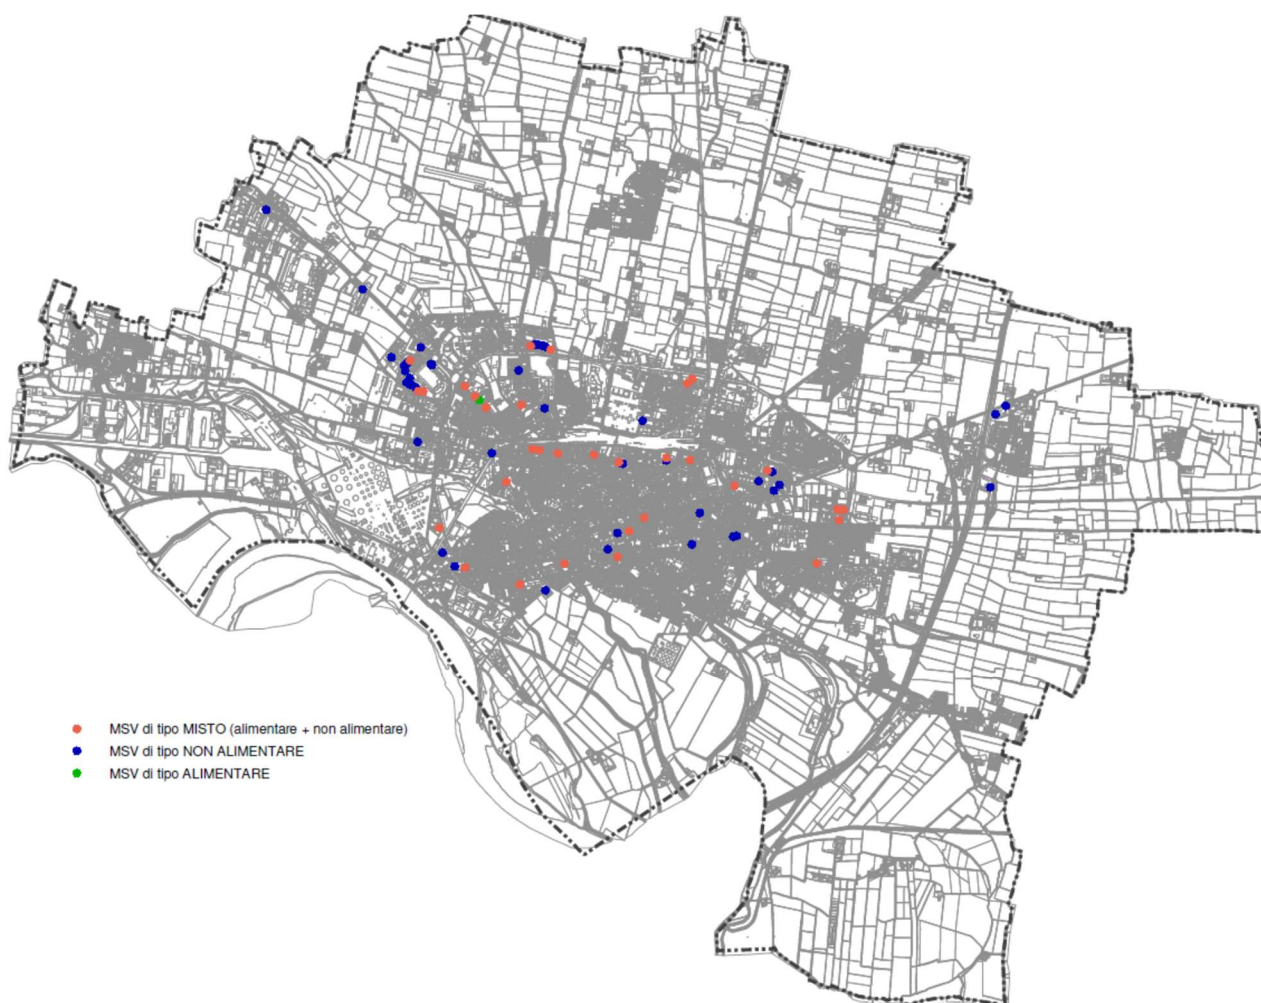 MSV di tipo MISTO (alimentare + non alimentare)
MSV di tipo NON ALIMENTARE
MSV di tipo ALIMENTARE